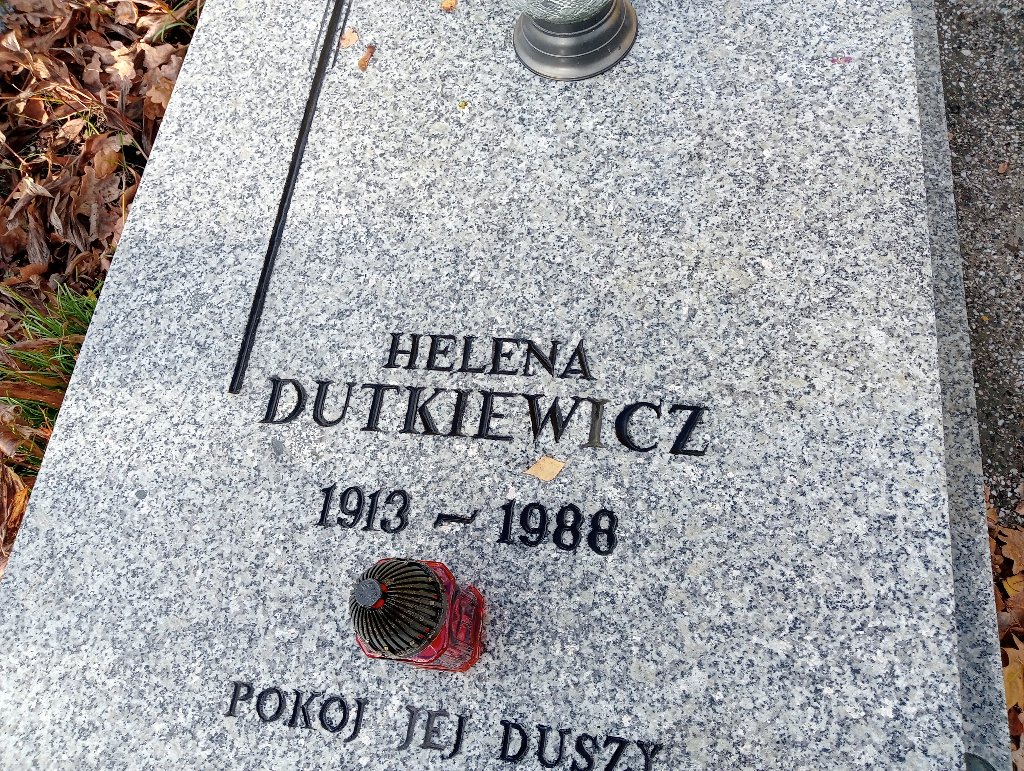 HELENA
DUTKIEWICZ
1913 - 1988
POKOJ JEJ DUSZY